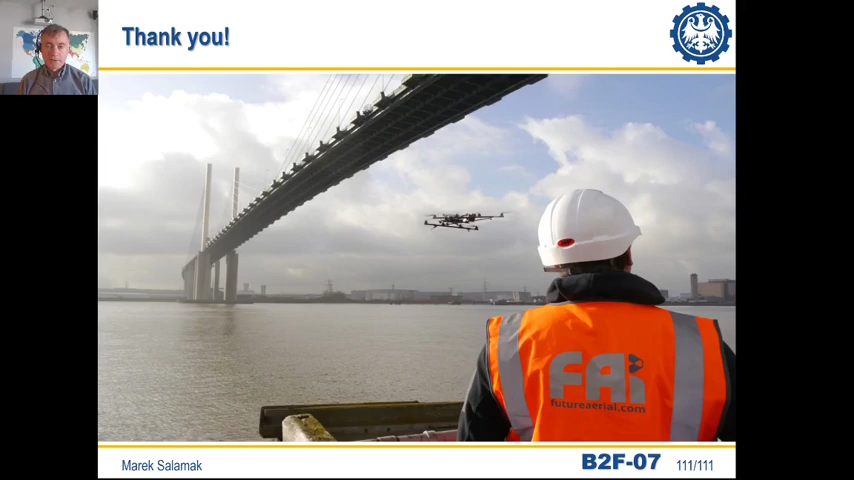 Thank you!
FAi
futureaerial.com
Marek Salamak
B2F-07
111/111